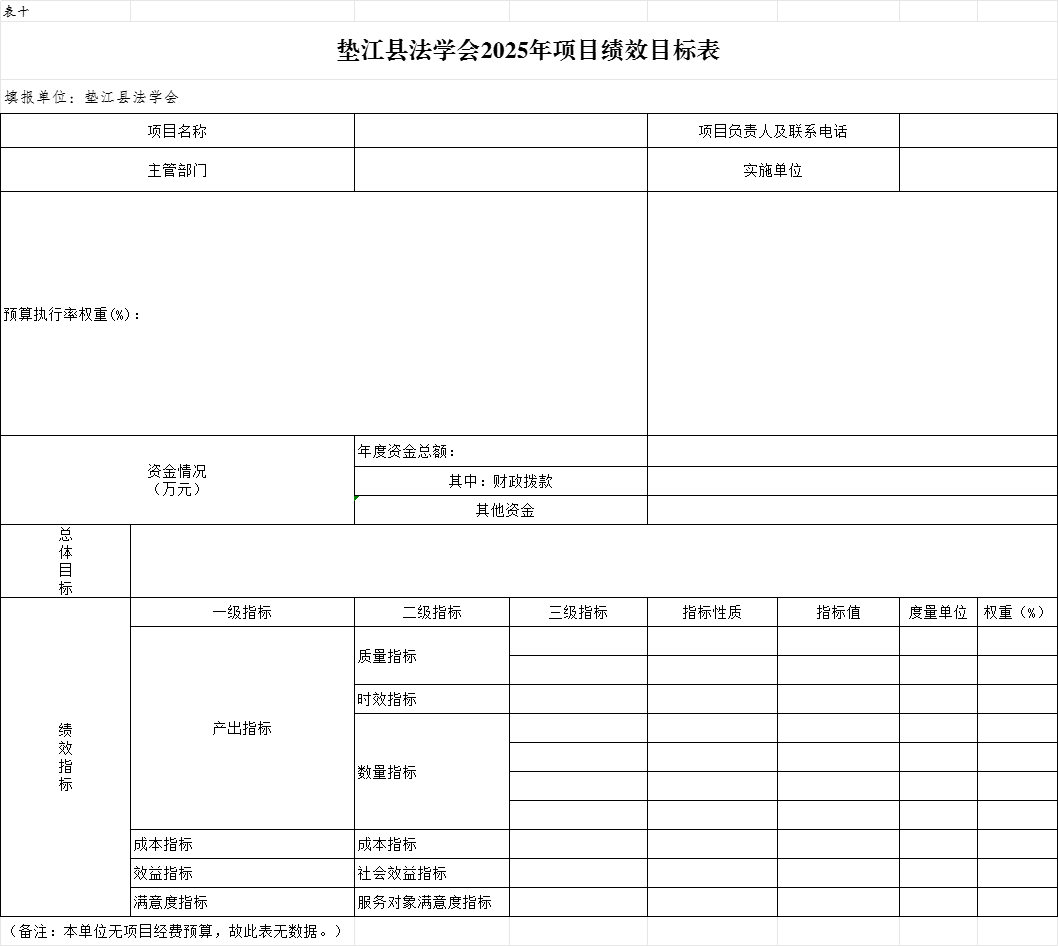 表十
垫江县法学会2025年项目绩效目标表
填报单位：垫江县法学会
项目名称 项目负责人及联系电话
主管部门 实施单位
预算执行率权重(%)：
资金情况
（万元）
年度资金总额：
其中：财政拨款
其他资金
总
体
目
标
一级指标 二级指标 三级指标 指标性质 指标值 度量单位 权重（%）
绩
效
指
标
产出指标
质量指标
时效指标
数量指标
成本指标 成本指标
效益指标 社会效益指标
满意度指标 服务对象满意度指标
（备注：本单位无项目经费预算，故此表无数据。）